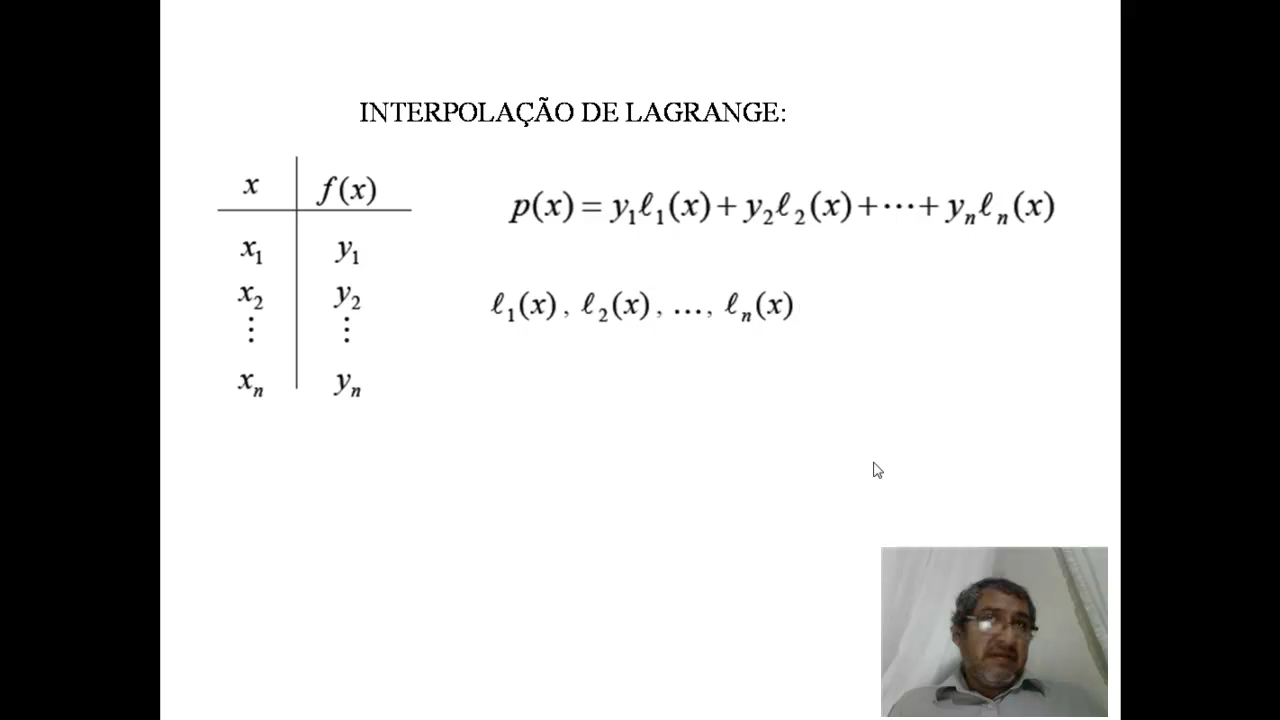 INTERPOLAÇÃO DE LAGRANGE:
x f(x)
x₁ y₁
x₂ y₂
⋮ ⋮
xₙ yₙ
p(x) = y₁ℓ₁(x) + y₂ℓ₂(x) + ⋯ + yₙℓₙ(x)
ℓ₁(x), ℓ₂(x), …, ℓₙ(x)